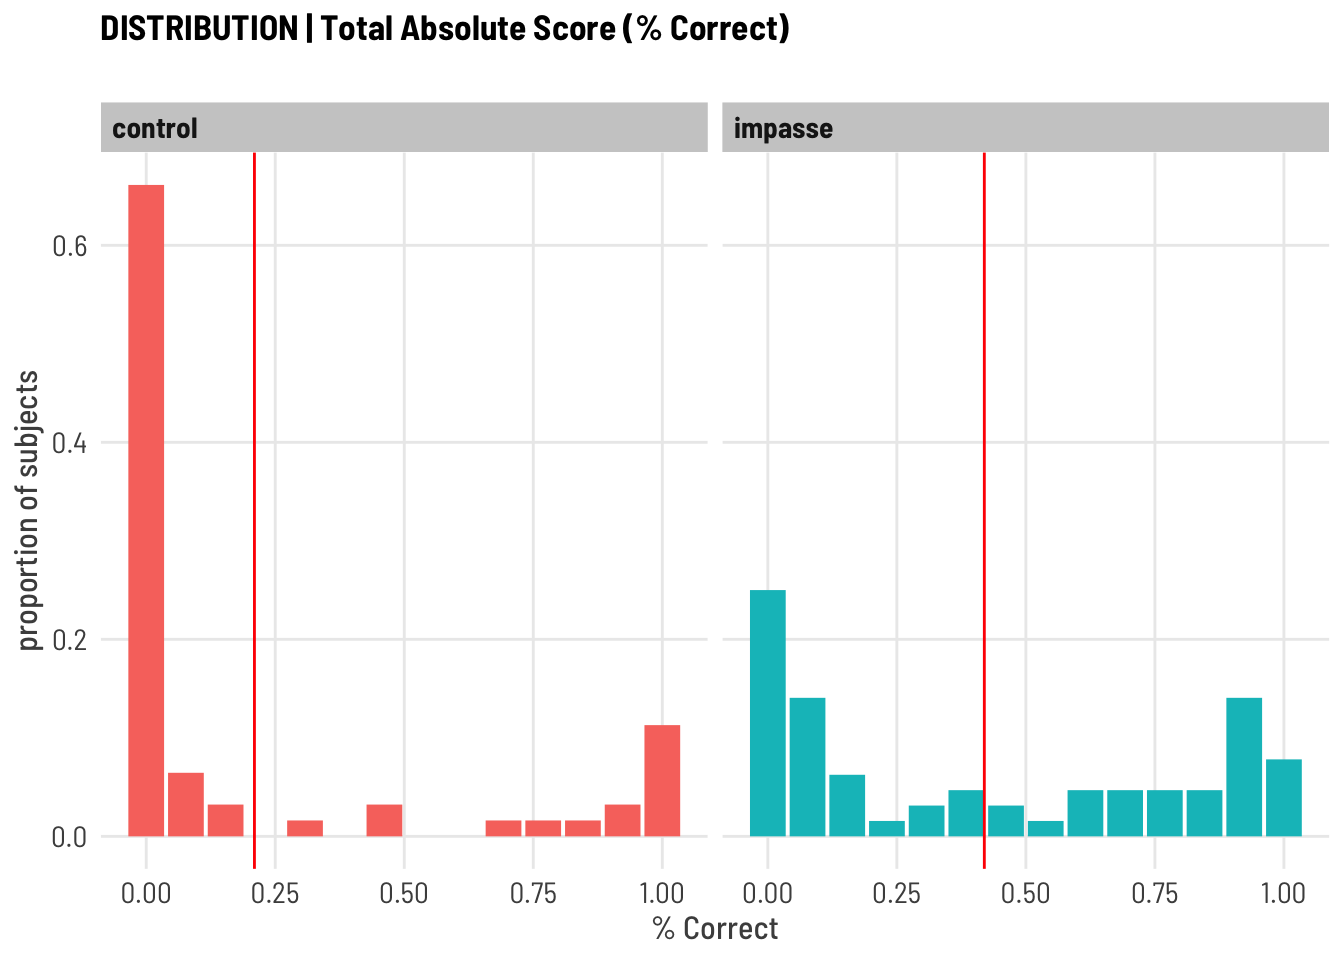 DISTRIBUTION | Total Absolute Score (% Correct)
control
impasse
proportion of subjects
0.6
0.4
0.2
0.0
0.00 0.25 0.50 0.75 1.00
0.00 0.25 0.50 0.75 1.00
% Correct